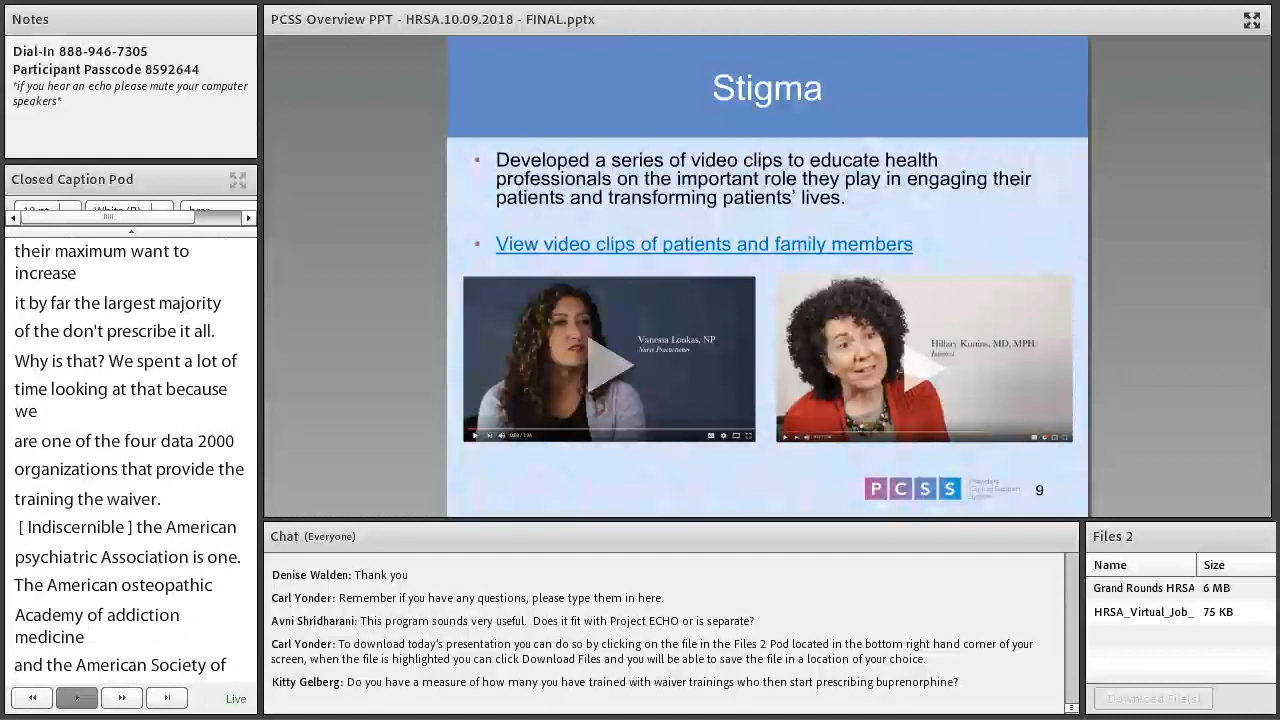 Notes
Dial-In 888-946-7305
Participant Passcode 8592644
*if you hear an echo please mute your computer
speakers*
Closed Caption Pod
their maximum want to
increase
it by far the largest majority
of the don't prescribe it all.
Why is that? We spent a lot of
time looking at that because
we
are one of the four data 2000
organizations that provide the
training the waiver.
[ Indiscernible ] the American
psychiatric Association is one.
The American osteopathic
Academy of addiction
medicine
and the American Society of
Live
PCSS Overview PPT - HRSA.10.09.2018 - FINAL.pptx
Stigma
• Developed a series of video clips to educate health
professionals on the important role they play in engaging their
patients and transforming patients' lives.
• View video clips of patients and family members
Vanessa Loukas, NP
Nurse Practitioner
Hillary Kunins, MD, MPH
Internist
PCSS
Provider
Clinical Support
System
9
Chat (Everyone)
Denise Walden: Thank you
Carl Yonder: Remember if you have any questions, please type them in here.
Avni Shridharani: This program sounds very useful.  Does it fit with Project ECHO or is separate?
Carl Yonder: To download today's presentation you can do so by clicking on the file in the Files 2 Pod located in the bottom right hand corner of your
screen, when the file is highlighted you can click Download Files and you will be able to save the file in a location of your choice.
Kitty Gelberg: Do you have a measure of how many you have trained with waiver trainings who then start prescribing buprenorphine?
Files 2
Name Size
Grand Rounds HRSA 6 MB
HRSA_Virtual_Job_ 75 KB
Download File(s)